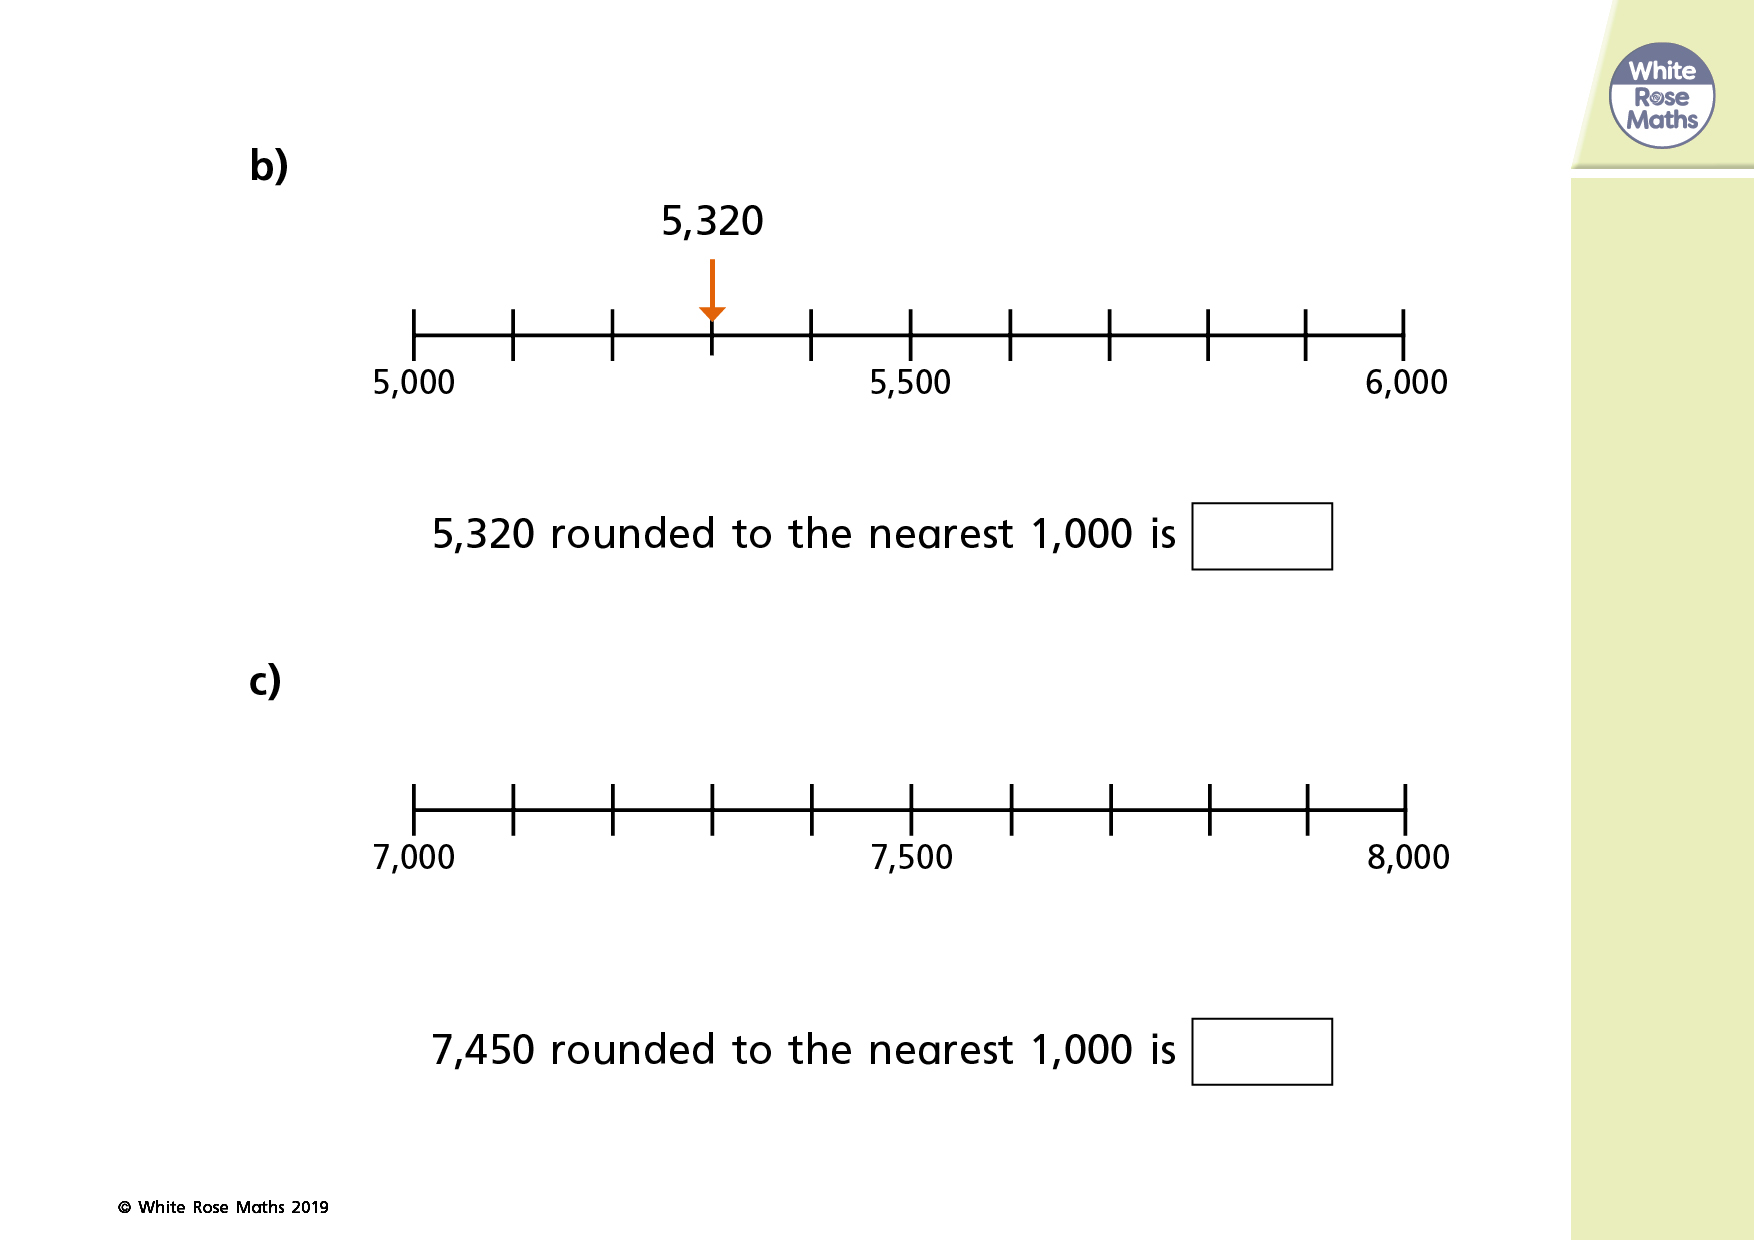 White
Rose
Maths
b)
5,320
5,000 5,500 6,000
5,320 rounded to the nearest 1,000 is
c)
7,000 7,500 8,000
7,450 rounded to the nearest 1,000 is
© White Rose Maths 2019